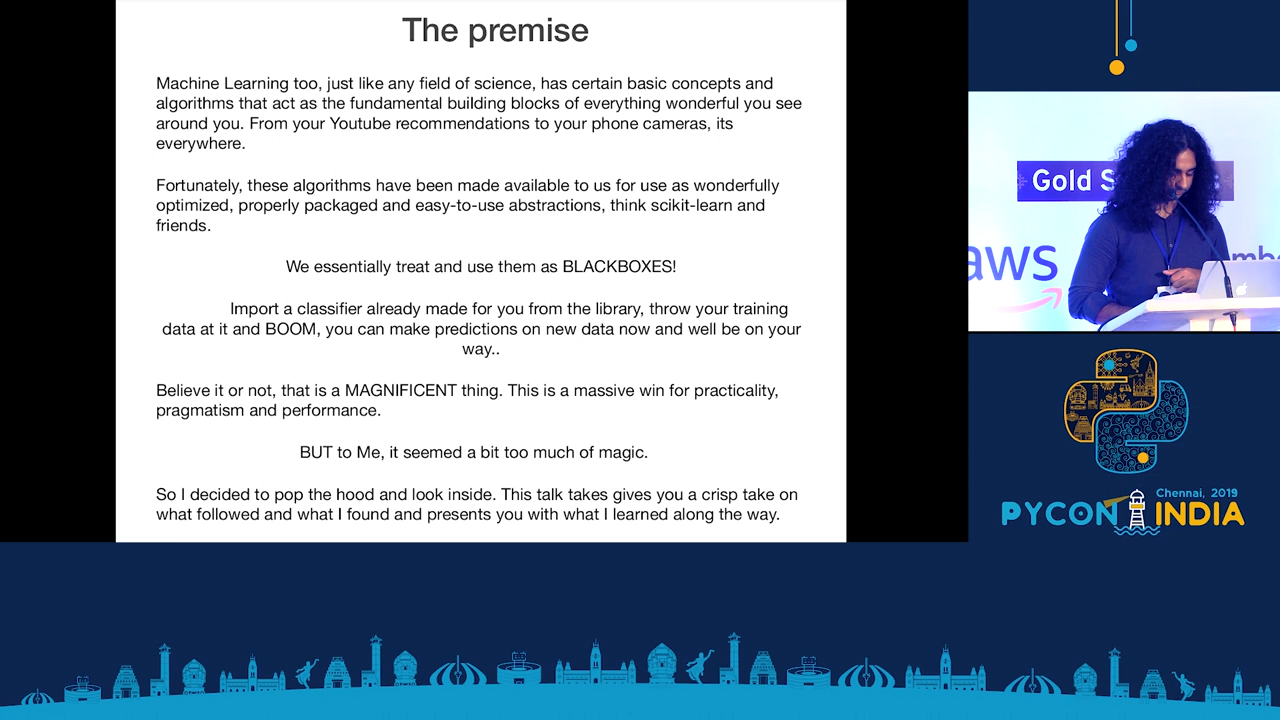 The premise
Machine Learning too, just like any field of science, has certain basic concepts and
algorithms that act as the fundamental building blocks of everything wonderful you see
around you. From your Youtube recommendations to your phone cameras, its
everywhere.
Fortunately, these algorithms have been made available to us for use as wonderfully
optimized, properly packaged and easy-to-use abstractions, think scikit-learn and
friends.
We essentially treat and use them as BLACKBOXES!
Import a classifier already made for you from the library, throw your training
data at it and BOOM, you can make predictions on new data now and well be on your
way..
Believe it or not, that is a MAGNIFICENT thing. This is a massive win for practicality,
pragmatism and performance.
BUT to Me, it seemed a bit too much of magic.
So I decided to pop the hood and look inside. This talk takes gives you a crisp take on
what followed and what I found and presents you with what I learned along the way.
Gold S
aws
Chennai, 2019
PYCON INDIA